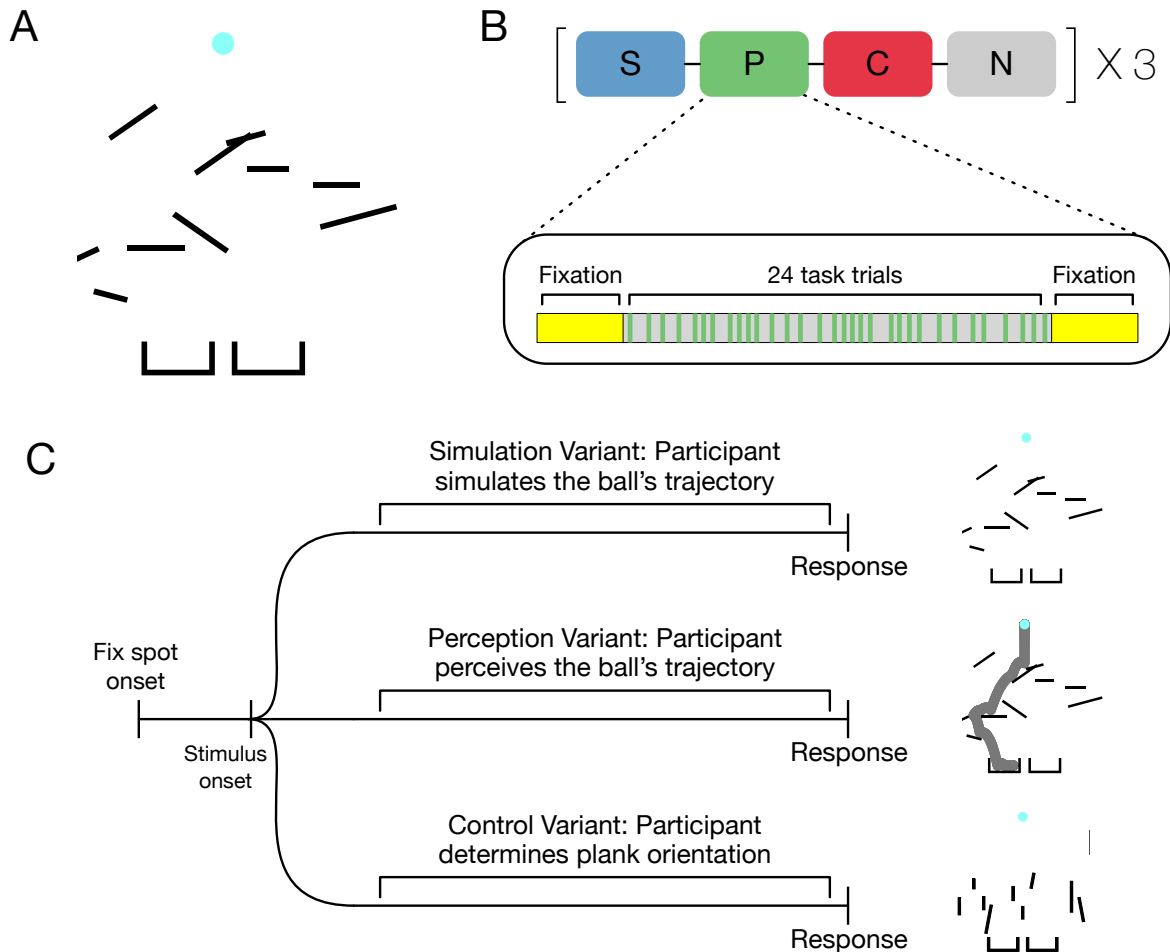 A
B
S P C N X 3
Fixation 24 task trials Fixation
C
Simulation Variant: Participant
simulates the ball's trajectory
Response
Fix spot
onset
Stimulus
onset
Perception Variant: Participant
perceives the ball's trajectory
Response
Control Variant: Participant
determines plank orientation
Response